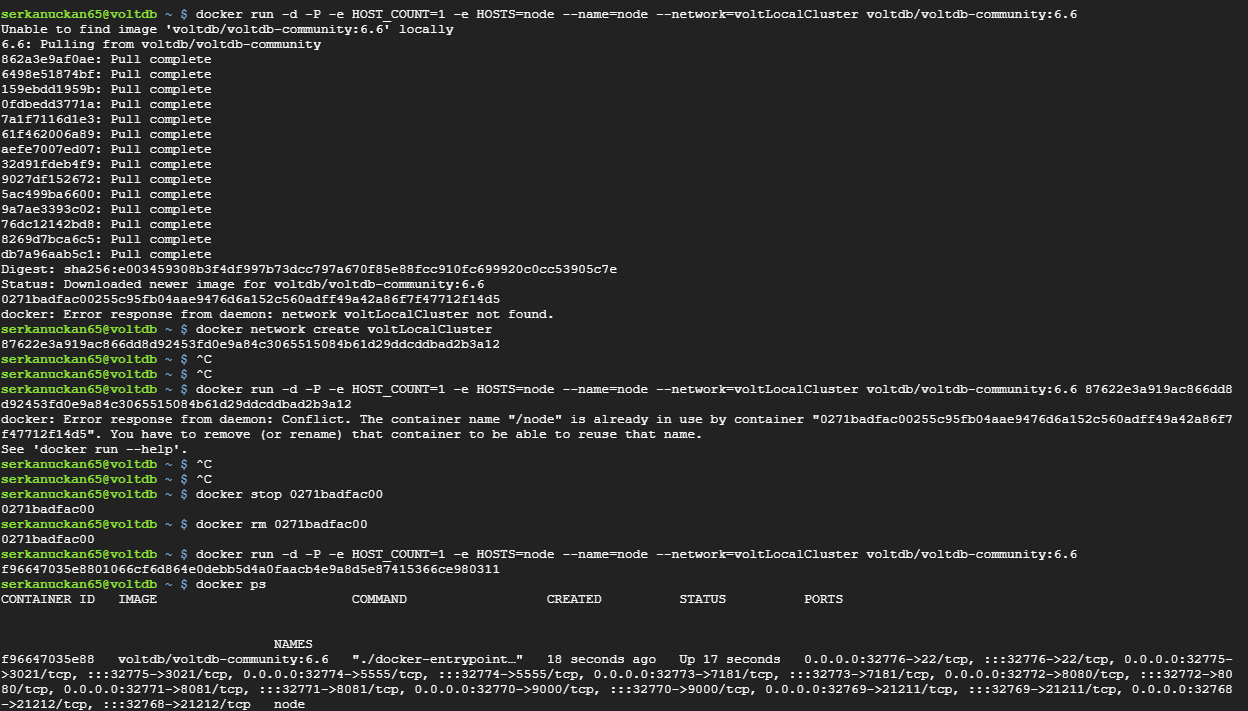 serkanuckan65@voltdb ~ $ docker run -d -P -e HOST_COUNT=1 -e HOSTS=node --name=node --network=voltLocalCluster voltdb/voltdb-community:6.6
Unable to find image 'voltdb/voltdb-community:6.6' locally
6.6: Pulling from voltdb/voltdb-community
862a3e9af0ae: Pull complete
6498e51874bf: Pull complete
159ebdd1959b: Pull complete
0fdbedd3771a: Pull complete
7a1f7116d1e3: Pull complete
61f462006a89: Pull complete
aefe7007ed07: Pull complete
32d91fdeb4f9: Pull complete
9027df152672: Pull complete
5ac499ba6600: Pull complete
9a7ae3393c02: Pull complete
76dc12142bd8: Pull complete
8269d7bca6c5: Pull complete
db7a96aab5c1: Pull complete
Digest: sha256:e003459308b3f4df997b73dcc797a670f85e88fcc910fc699920c0cc53905c7e
Status: Downloaded newer image for voltdb/voltdb-community:6.6
0271badfac00255c95fb04aae9476d6a152c560adff49a42a86f7f47712f14d5
docker: Error response from daemon: network voltLocalCluster not found.
serkanuckan65@voltdb ~ $ docker network create voltLocalCluster
87622e3a919ac866dd8d92453fd0e9a84c3065515084b61d29ddcddbad2b3a12
serkanuckan65@voltdb ~ $ ^C
serkanuckan65@voltdb ~ $ ^C
serkanuckan65@voltdb ~ $ docker run -d -P -e HOST_COUNT=1 -e HOSTS=node --name=node --network=voltLocalCluster voltdb/voltdb-community:6.6 87622e3a919ac866dd8
d92453fd0e9a84c3065515084b61d29ddcddbad2b3a12
docker: Error response from daemon: Conflict. The container name "/node" is already in use by container "0271badfac00255c95fb04aae9476d6a152c560adff49a42a86f7
f47712f14d5". You have to remove (or rename) that container to be able to reuse that name.
See 'docker run --help'.
serkanuckan65@voltdb ~ $ ^C
serkanuckan65@voltdb ~ $ ^C
serkanuckan65@voltdb ~ $ docker stop 0271badfac00
0271badfac00
serkanuckan65@voltdb ~ $ docker rm 0271badfac00
0271badfac00
serkanuckan65@voltdb ~ $ docker run -d -P -e HOST_COUNT=1 -e HOSTS=node --name=node --network=voltLocalCluster voltdb/voltdb-community:6.6
f96647035e8801066cf6d864e0debb5d4a0faacb4e9a8d5e87415366ce980311
serkanuckan65@voltdb ~ $ docker ps
CONTAINER ID   IMAGE                         COMMAND                  CREATED          STATUS          PORTS
NAMES
f96647035e88   voltdb/voltdb-community:6.6   "./docker-entrypoint…"   18 seconds ago   Up 17 seconds   0.0.0.0:32776->22/tcp, :::32776->22/tcp, 0.0.0.0:32775-
>3021/tcp, :::32775->3021/tcp, 0.0.0.0:32774->5555/tcp, :::32774->5555/tcp, 0.0.0.0:32773->7181/tcp, :::32773->7181/tcp, 0.0.0.0:32772->8080/tcp, :::32772->80
80/tcp, 0.0.0.0:32771->8081/tcp, :::32771->8081/tcp, 0.0.0.0:32770->9000/tcp, :::32770->9000/tcp, 0.0.0.0:32769->21211/tcp, :::32769->21211/tcp, 0.0.0.0:32768
->21212/tcp, :::32768->21212/tcp   node